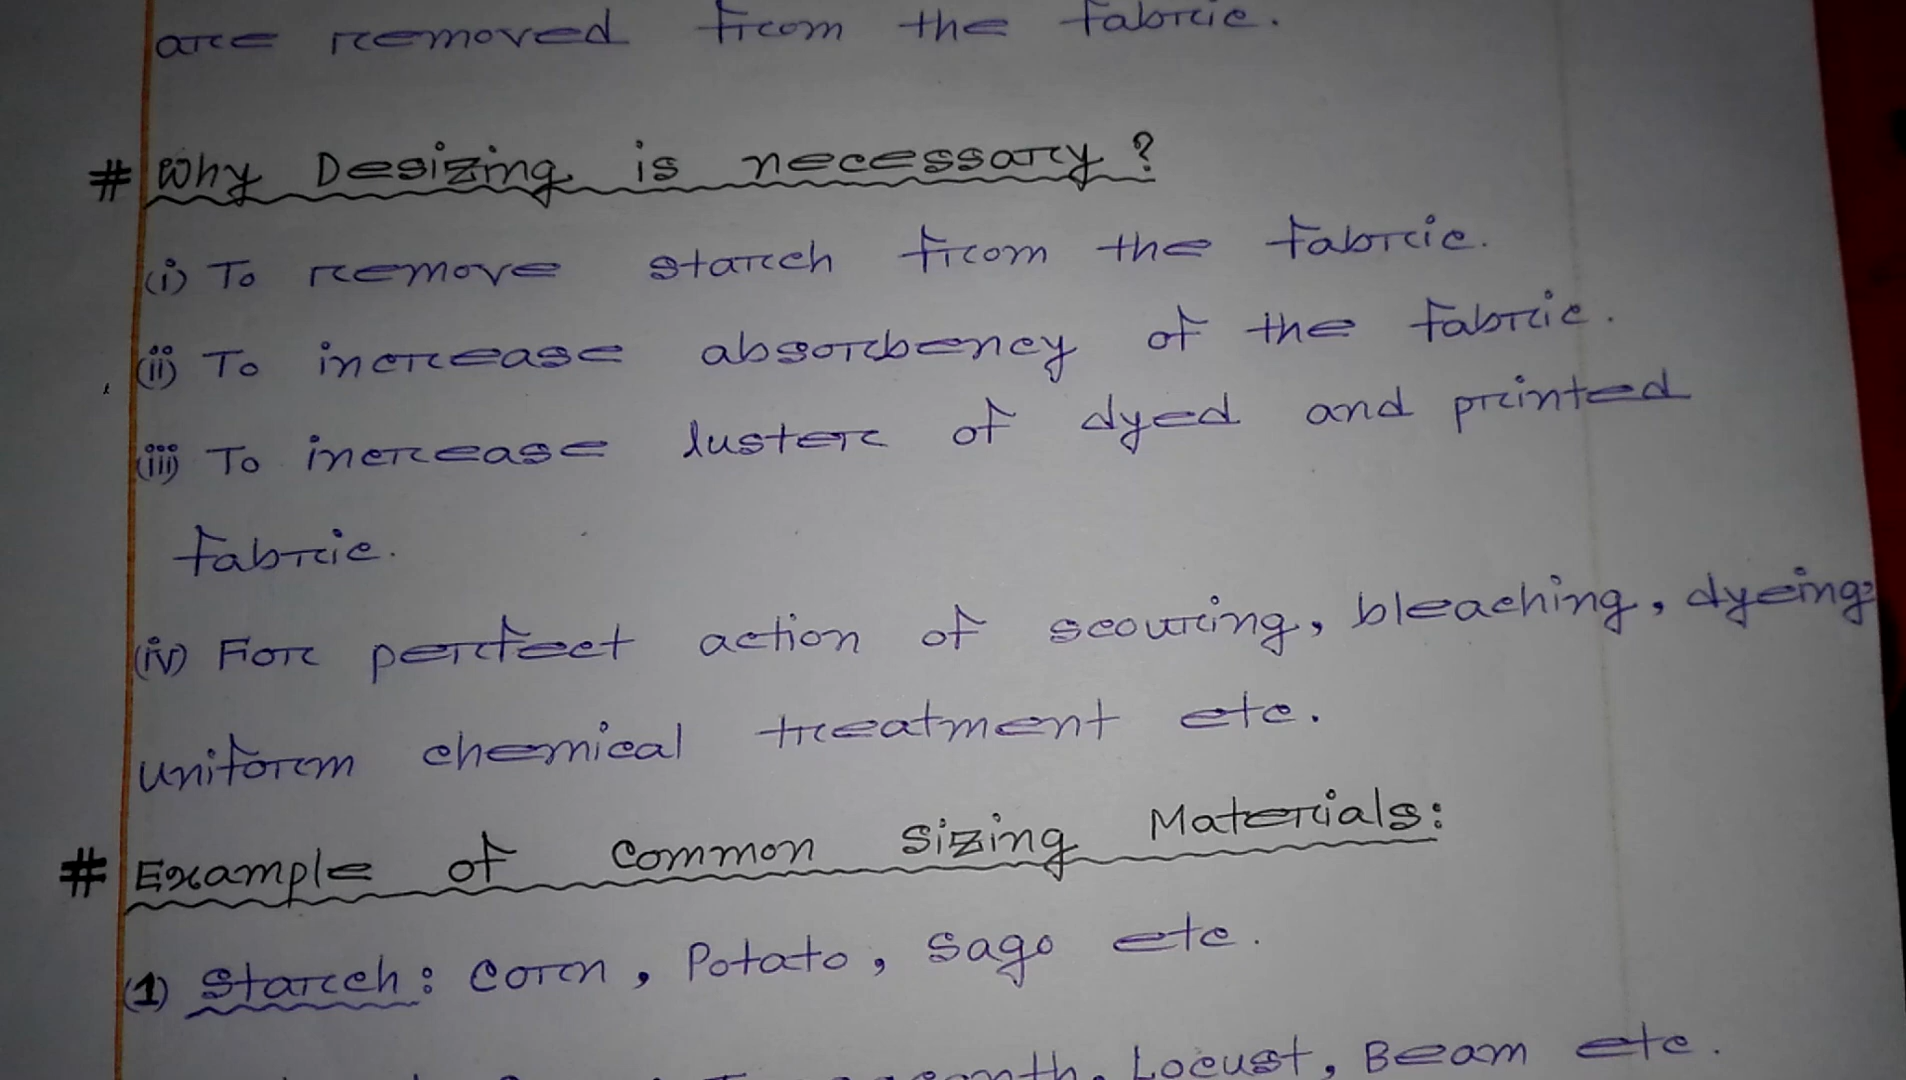 are removed from the fabric.
# Why Desizing is necessary?
(i) To remove starch from the fabric.
(ii) To increase absorbency of the fabric.
(iii) To increase luster of dyed and printed
fabric.
(iv) For perfect action of scouring, bleaching, dyeing,
uniform chemical treatment etc.
# Example of Common Sizing Materials:
(1) Starch: Corn, Potato, Sago etc.
Locust, Beam etc.